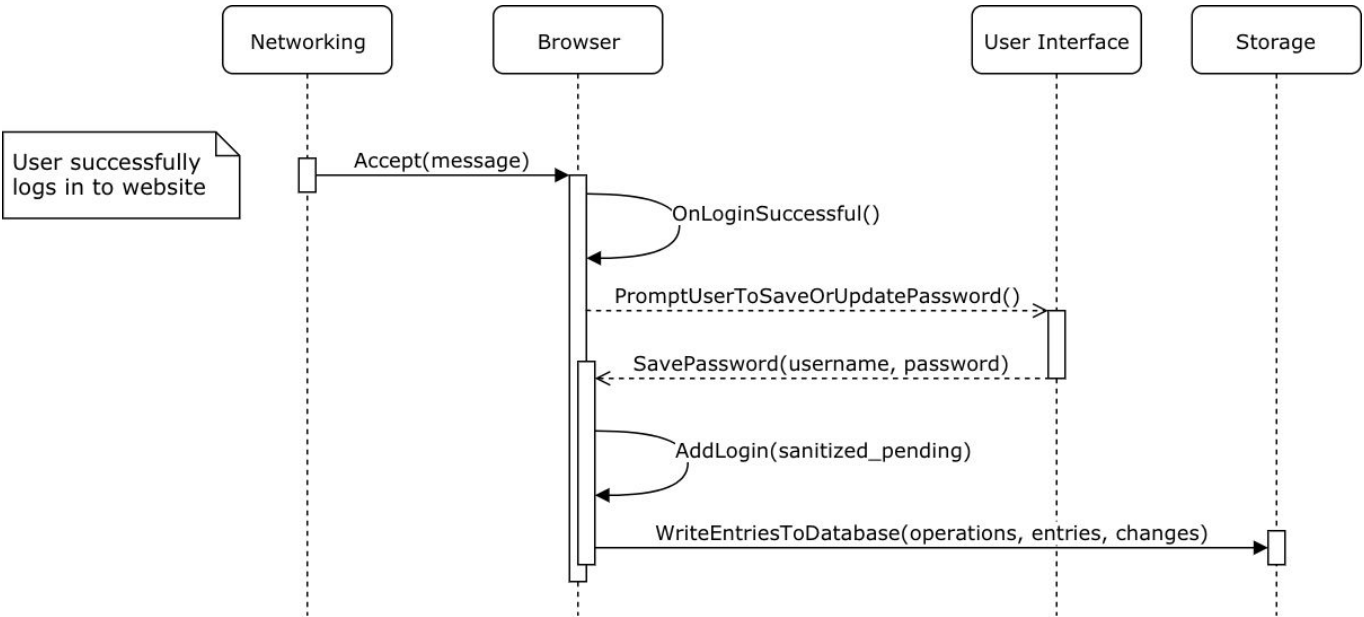 Networking
Browser
User Interface
Storage
User successfully
logs in to website
Accept(message)
OnLoginSuccessful()
PromptUserToSaveOrUpdatePassword()
SavePassword(username, password)
AddLogin(sanitized_pending)
WriteEntriesToDatabase(operations, entries, changes)